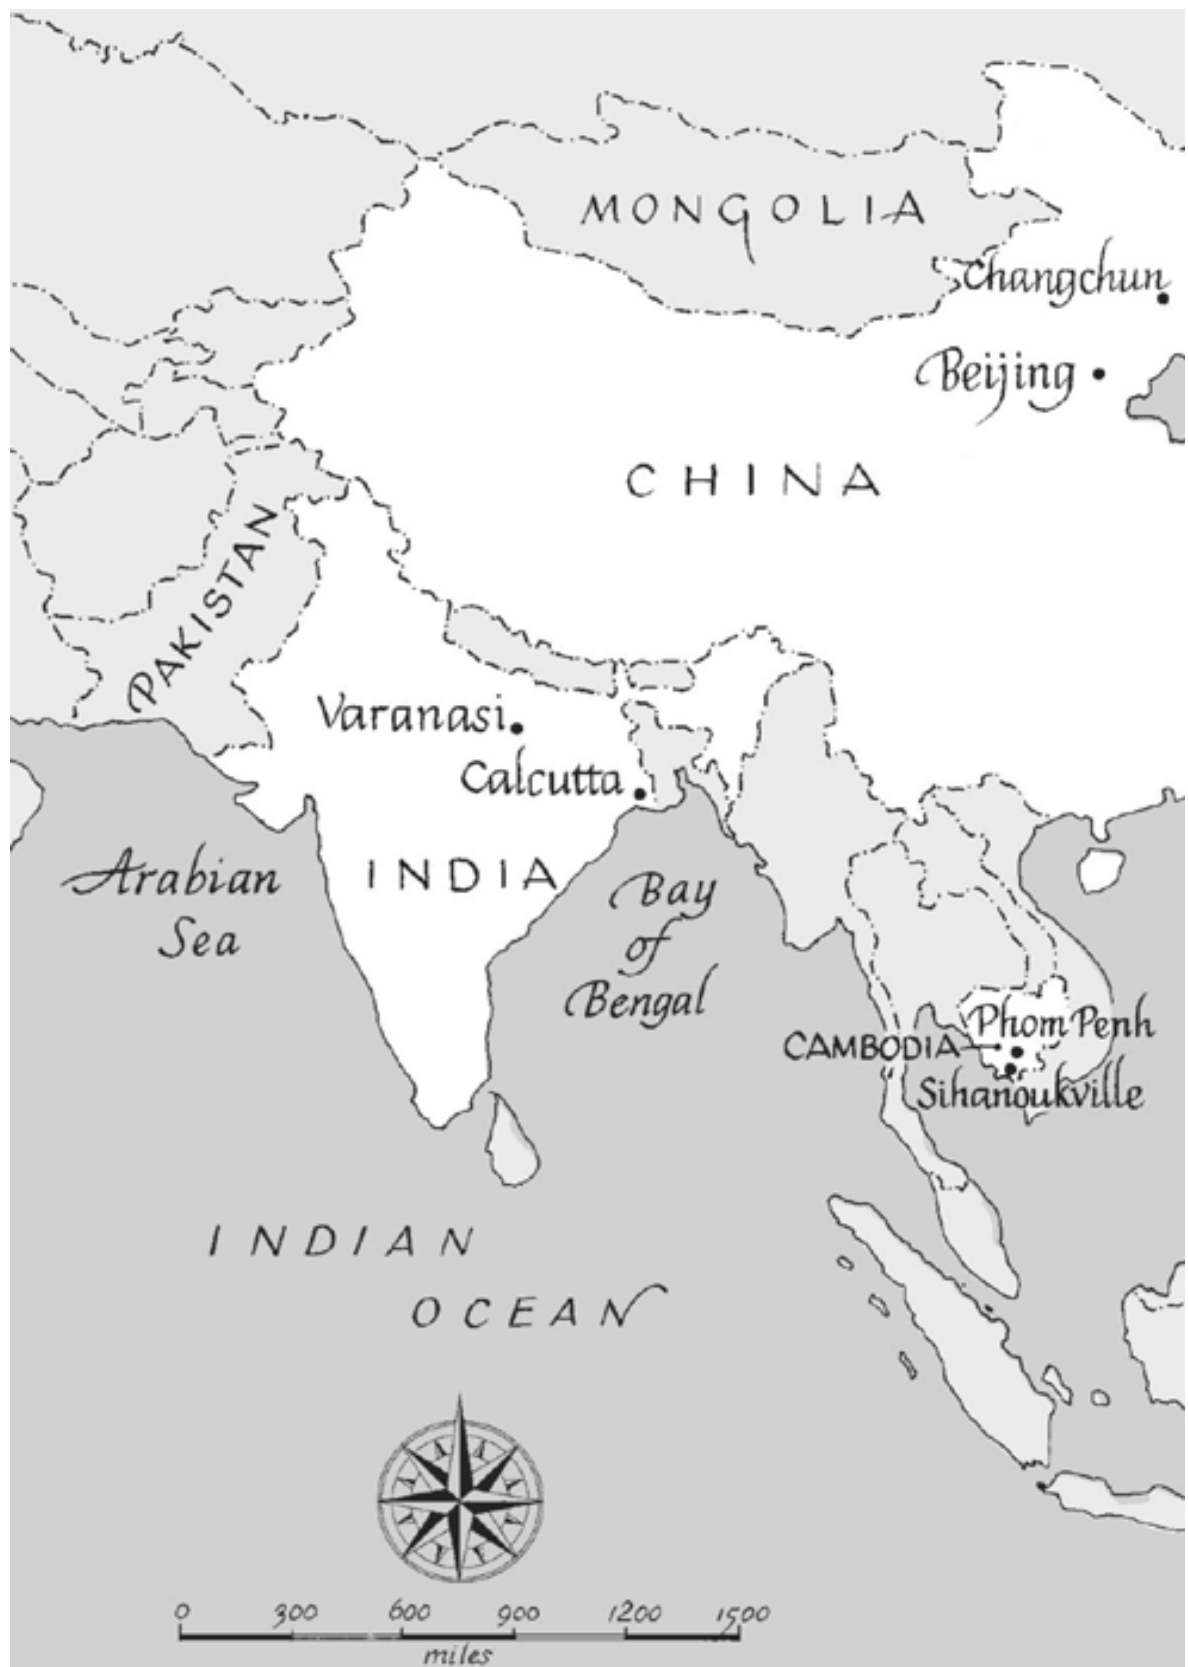 MONGOLIA
Changchun
Beijing
CHINA
PAKISTAN
Varanasi
Calcutta
INDIA
Arabian
Sea
Bay
of
Bengal
Phom Penh
CAMBODIA
Sihanoukville
INDIAN
OCEAN
0 300 600 900 1200 1500
miles